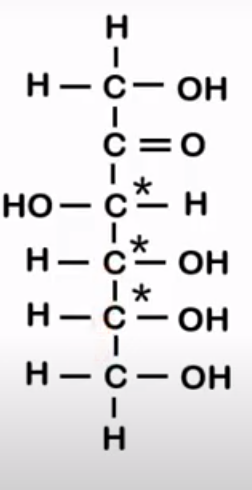 H
H — C — OH
C = O
HO — C* — H
H — C* — OH
H — C* — OH
H — C — OH
H